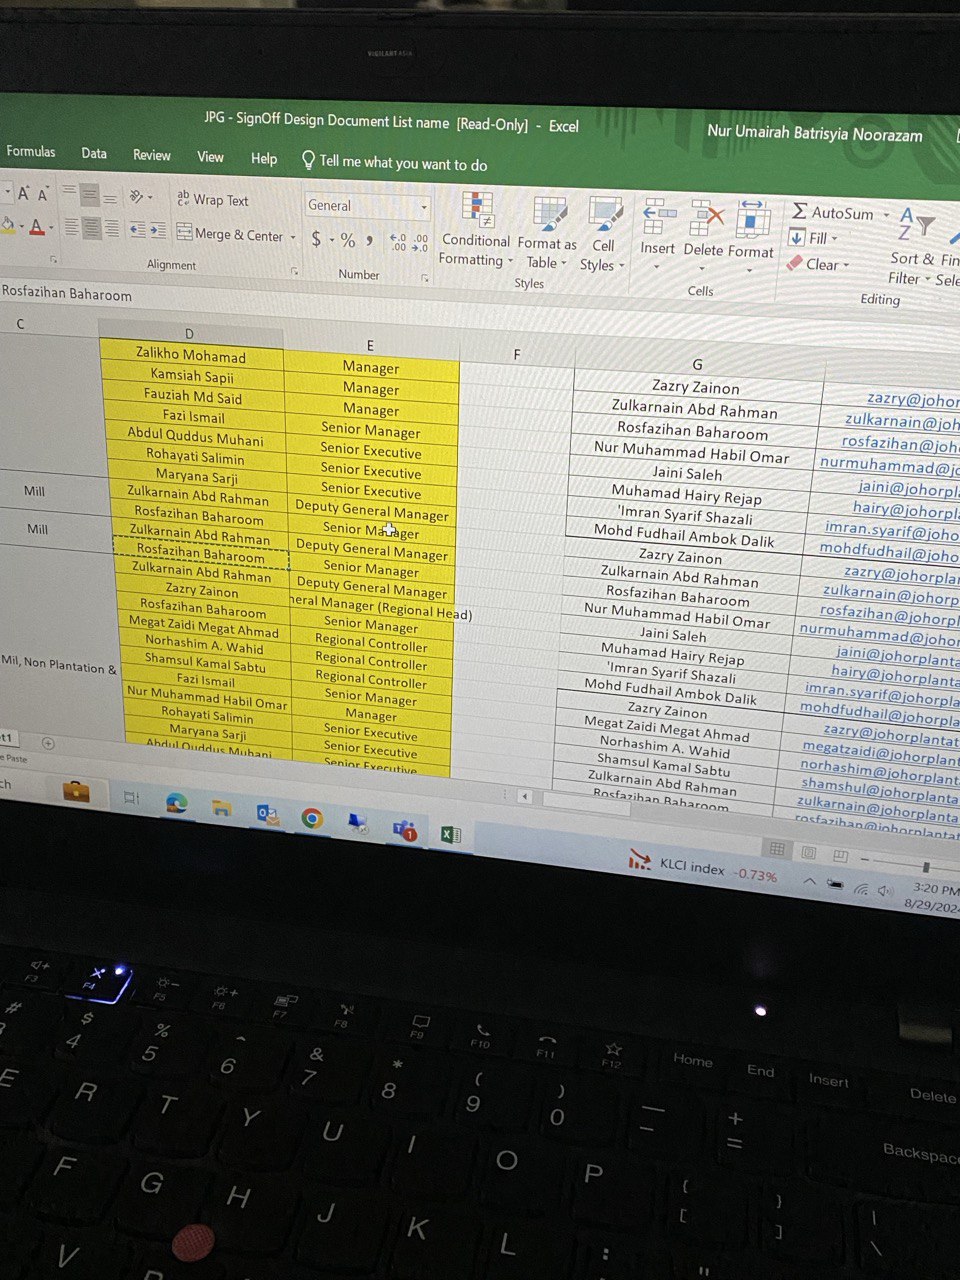 VIGILANT ASIA
JPG - SignOff Design Document List name [Read-Only] - Excel
Nur Umairah Batrisyia Noorazam
Formulas Data Review View Help Tell me what you want to do
Wrap Text
General
AutoSum
Merge & Center
$ % ,
Conditional Formatting
Format as Table
Cell Styles
Insert Delete Format
Fill
Clear
Sort & Filter
Alignment
Number
Styles
Cells
Editing
Rosfazihan Baharoom
C D E F G
Zalikho Mohamad Manager Zazry Zainon zazry@johor
Kamsiah Sapii Manager Zulkarnain Abd Rahman zulkarnain@joh
Fauziah Md Said Manager Rosfazihan Baharoom rosfazihan@joh
Fazi Ismail Senior Manager Nur Muhammad Habil Omar nurmuhammad@jo
Abdul Quddus Muhani Senior Executive Jaini Saleh jaini@johorpl
Rohayati Salimin Senior Executive Muhamad Hairy Rejap hairy@johorpl
Maryana Sarji Senior Executive 'Imran Syarif Shazali imran.syarif@joho
Mill Zulkarnain Abd Rahman Deputy General Manager Mohd Fudhail Ambok Dalik mohdfudhail@joho
Rosfazihan Baharoom Senior Manager Zazry Zainon zazry@johorplan
Mill Zulkarnain Abd Rahman Deputy General Manager Zulkarnain Abd Rahman zulkarnain@johorp
Rosfazihan Baharoom Senior Manager Rosfazihan Baharoom rosfazihan@johorpl
Zulkarnain Abd Rahman Deputy General Manager Nur Muhammad Habil Omar nurmuhammad@johor
Zazry Zainon neral Manager (Regional Head) Jaini Saleh jaini@johorplanta
Rosfazihan Baharoom Senior Manager Muhamad Hairy Rejap hairy@johorplanta
Megat Zaidi Megat Ahmad Regional Controller 'Imran Syarif Shazali imran.syarif@johorpla
Norhashim A. Wahid Regional Controller Mohd Fudhail Ambok Dalik mohdfudhail@johorpla
Mil, Non Plantation & Shamsul Kamal Sabtu Regional Controller Zazry Zainon zazry@johorplantat
Fazi Ismail Senior Manager Megat Zaidi Megat Ahmad megatzaidi@johorplant
Nur Muhammad Habil Omar Manager Norhashim A. Wahid norhashim@johorplanta
Rohayati Salimin Senior Executive Shamsul Kamal Sabtu shamshul@johorplanta
Maryana Sarji Senior Executive Zulkarnain Abd Rahman zulkarnain@johorplanta
Abdul Quddus Muhani Senior Executive Rosfazihan Baharoom rosfazihan@johorplantat
t1
e Paste
ch
KLCI index -0.73%
3:20 PM
8/29/202
F3 F4 F5 F6 F7 F8 F9 F10 F11 F12 Home End Insert Delete
# $ 4 % 5 ^ 6 & 7 * 8 ( 9 ) 0 _ - + = Backspac
E R T Y U I O P { [ } ] | \
F G H J K L : "
V